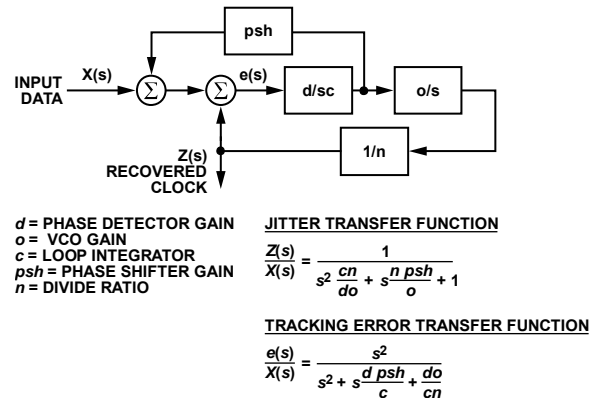 psh
X(s)
e(s)
INPUT
DATA
Σ
Σ
d/sc
o/s
1/n
Z(s)
RECOVERED
CLOCK
d = PHASE DETECTOR GAIN
o = VCO GAIN
c = LOOP INTEGRATOR
psh = PHASE SHIFTER GAIN
n = DIVIDE RATIO
JITTER TRANSFER FUNCTION
Z(s)/X(s) = 1/(s² cn/do + s n psh/o + 1)
TRACKING ERROR TRANSFER FUNCTION
e(s)/X(s) = s²/(s² + s d psh/c + do/cn)